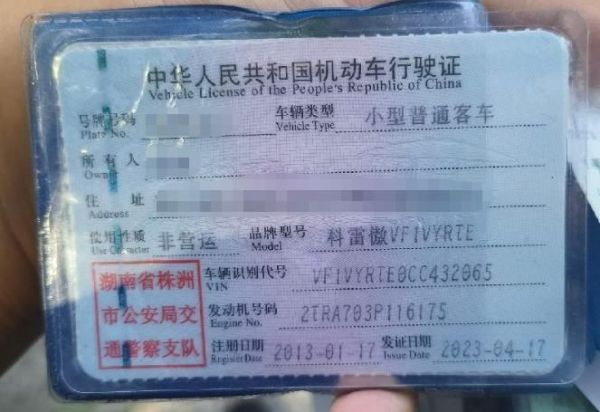 中华人民共和国机动车行驶证
Vehicle License of the People's Republic of China
号牌号码 车辆类型 小型普通客车
Plate No. Vehicle Type
所有人
Owner
住址
Address
使用性质 非营运 品牌型号 科雷傲VF1VYRTE
Use Character Model
湖南省株洲
市公安局交
通警察支队
车辆识别代号 VF1VYRTE0CC432065
VIN
发动机号码 2TRA703P116175
Engine No.
注册日期 2013-01-17 发证日期 2023-04-17
Register Date Issue Date